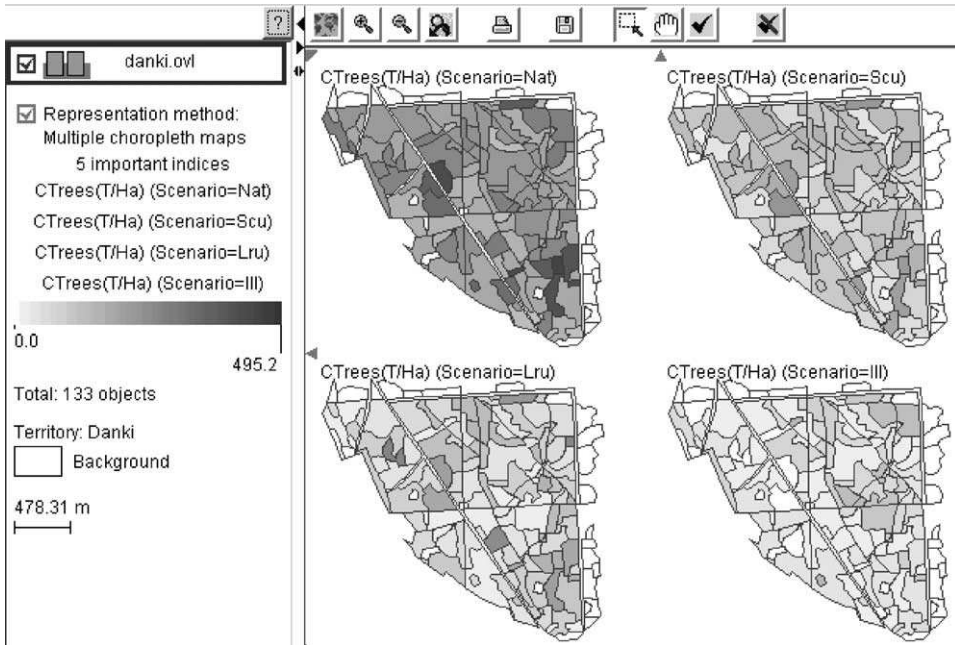 ?
danki.ovl
Representation method:
Multiple choropleth maps
5 important indices
CTrees(T/Ha) (Scenario=Nat)
CTrees(T/Ha) (Scenario=Scu)
CTrees(T/Ha) (Scenario=Lru)
CTrees(T/Ha) (Scenario=Ill)
0.0
495.2
Total: 133 objects
Territory: Danki
Background
478.31 m
CTrees(T/Ha) (Scenario=Nat)
CTrees(T/Ha) (Scenario=Scu)
CTrees(T/Ha) (Scenario=Lru)
CTrees(T/Ha) (Scenario=Ill)